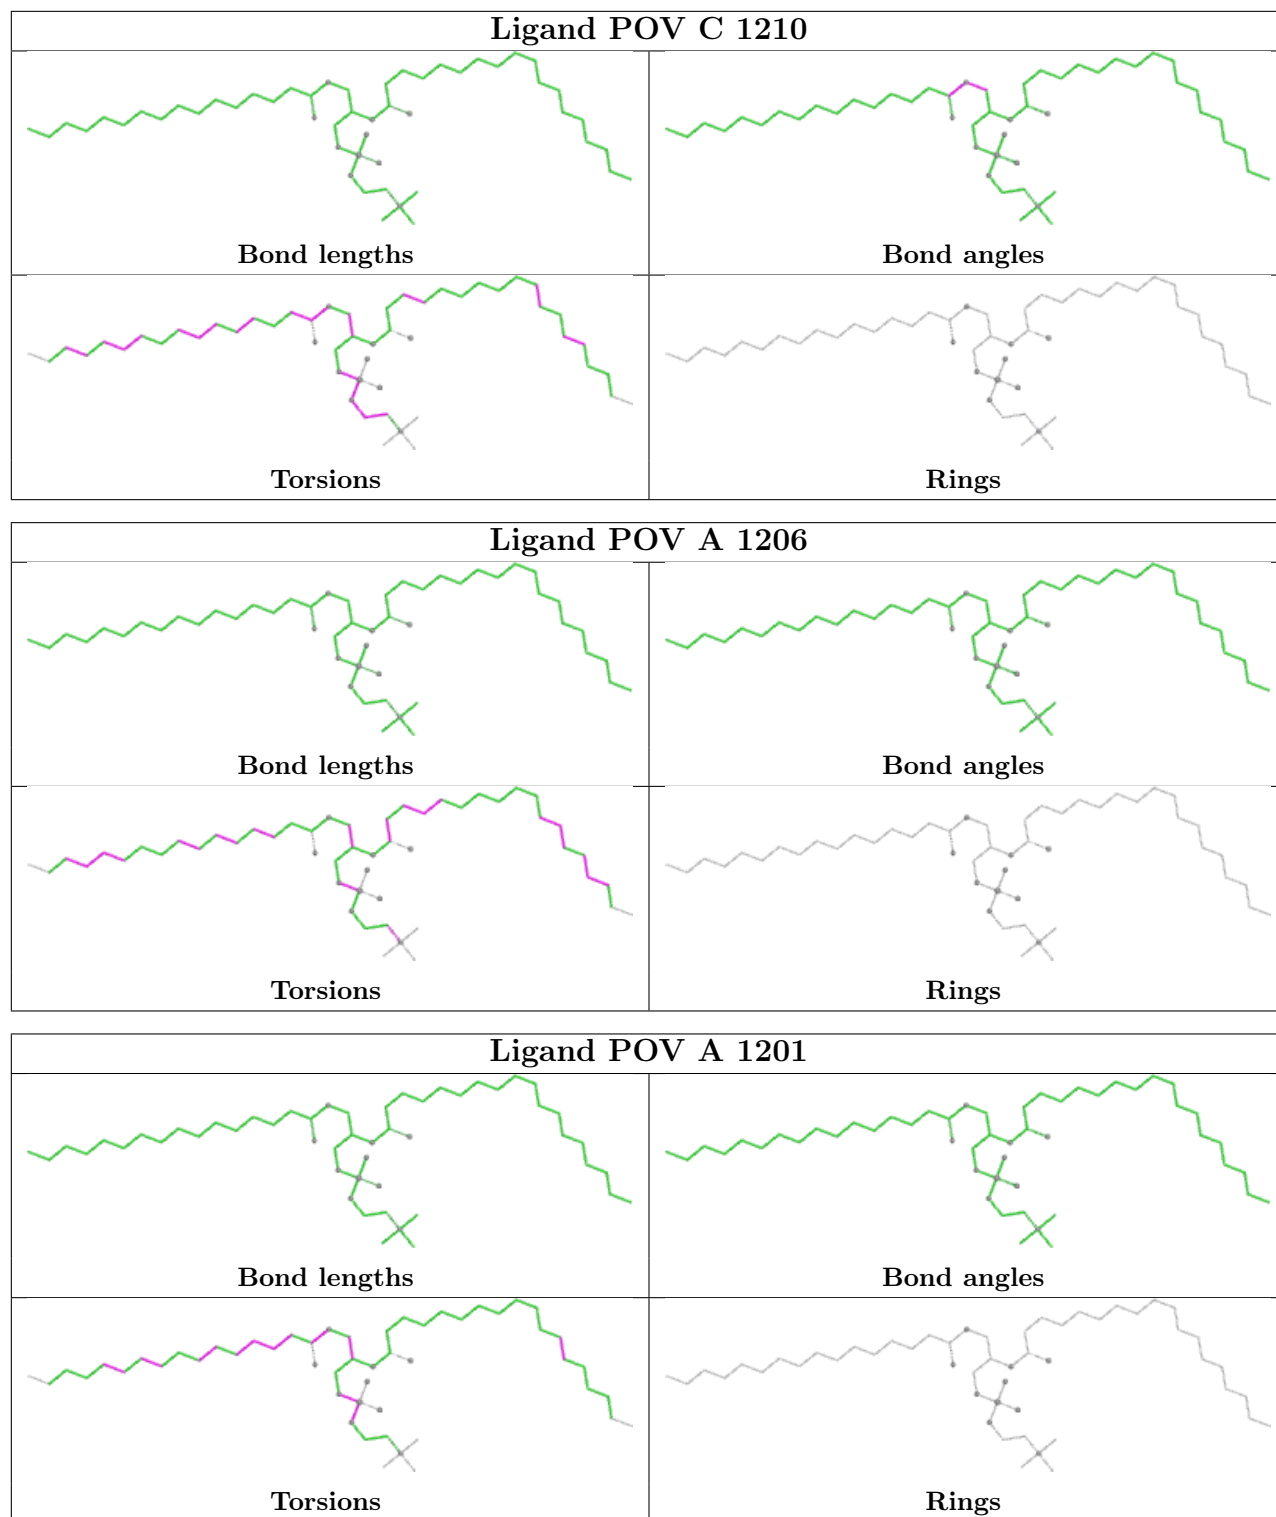 Ligand POV C 1210
Bond lengths
Bond angles
Torsions
Rings
Ligand POV A 1206
Bond lengths
Bond angles
Torsions
Rings
Ligand POV A 1201
Bond lengths
Bond angles
Torsions
Rings